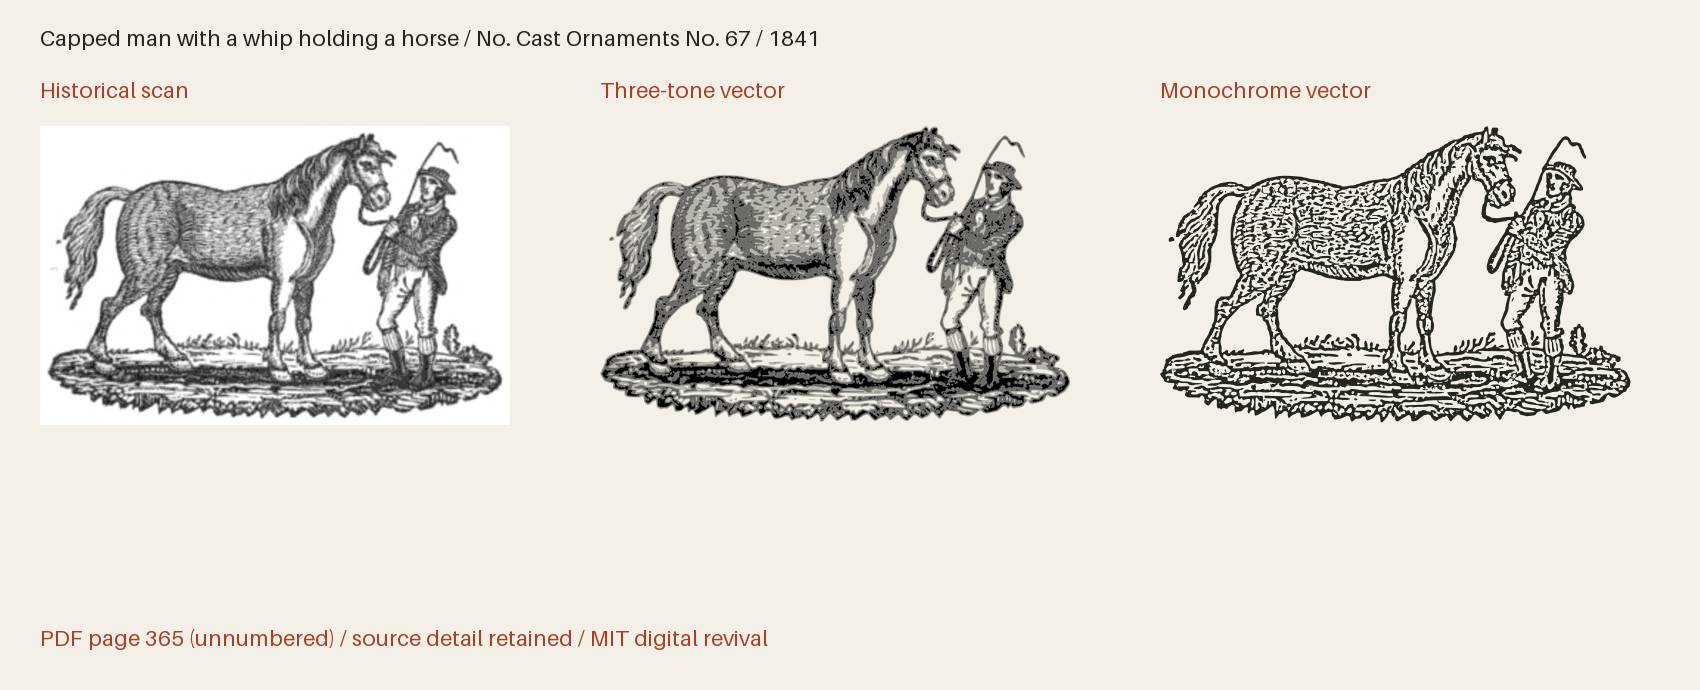 Capped man with a whip holding a horse / No. Cast Ornaments No. 67 / 1841
Historical scan
Three-tone vector
Monochrome vector
PDF page 365 (unnumbered) / source detail retained / MIT digital revival